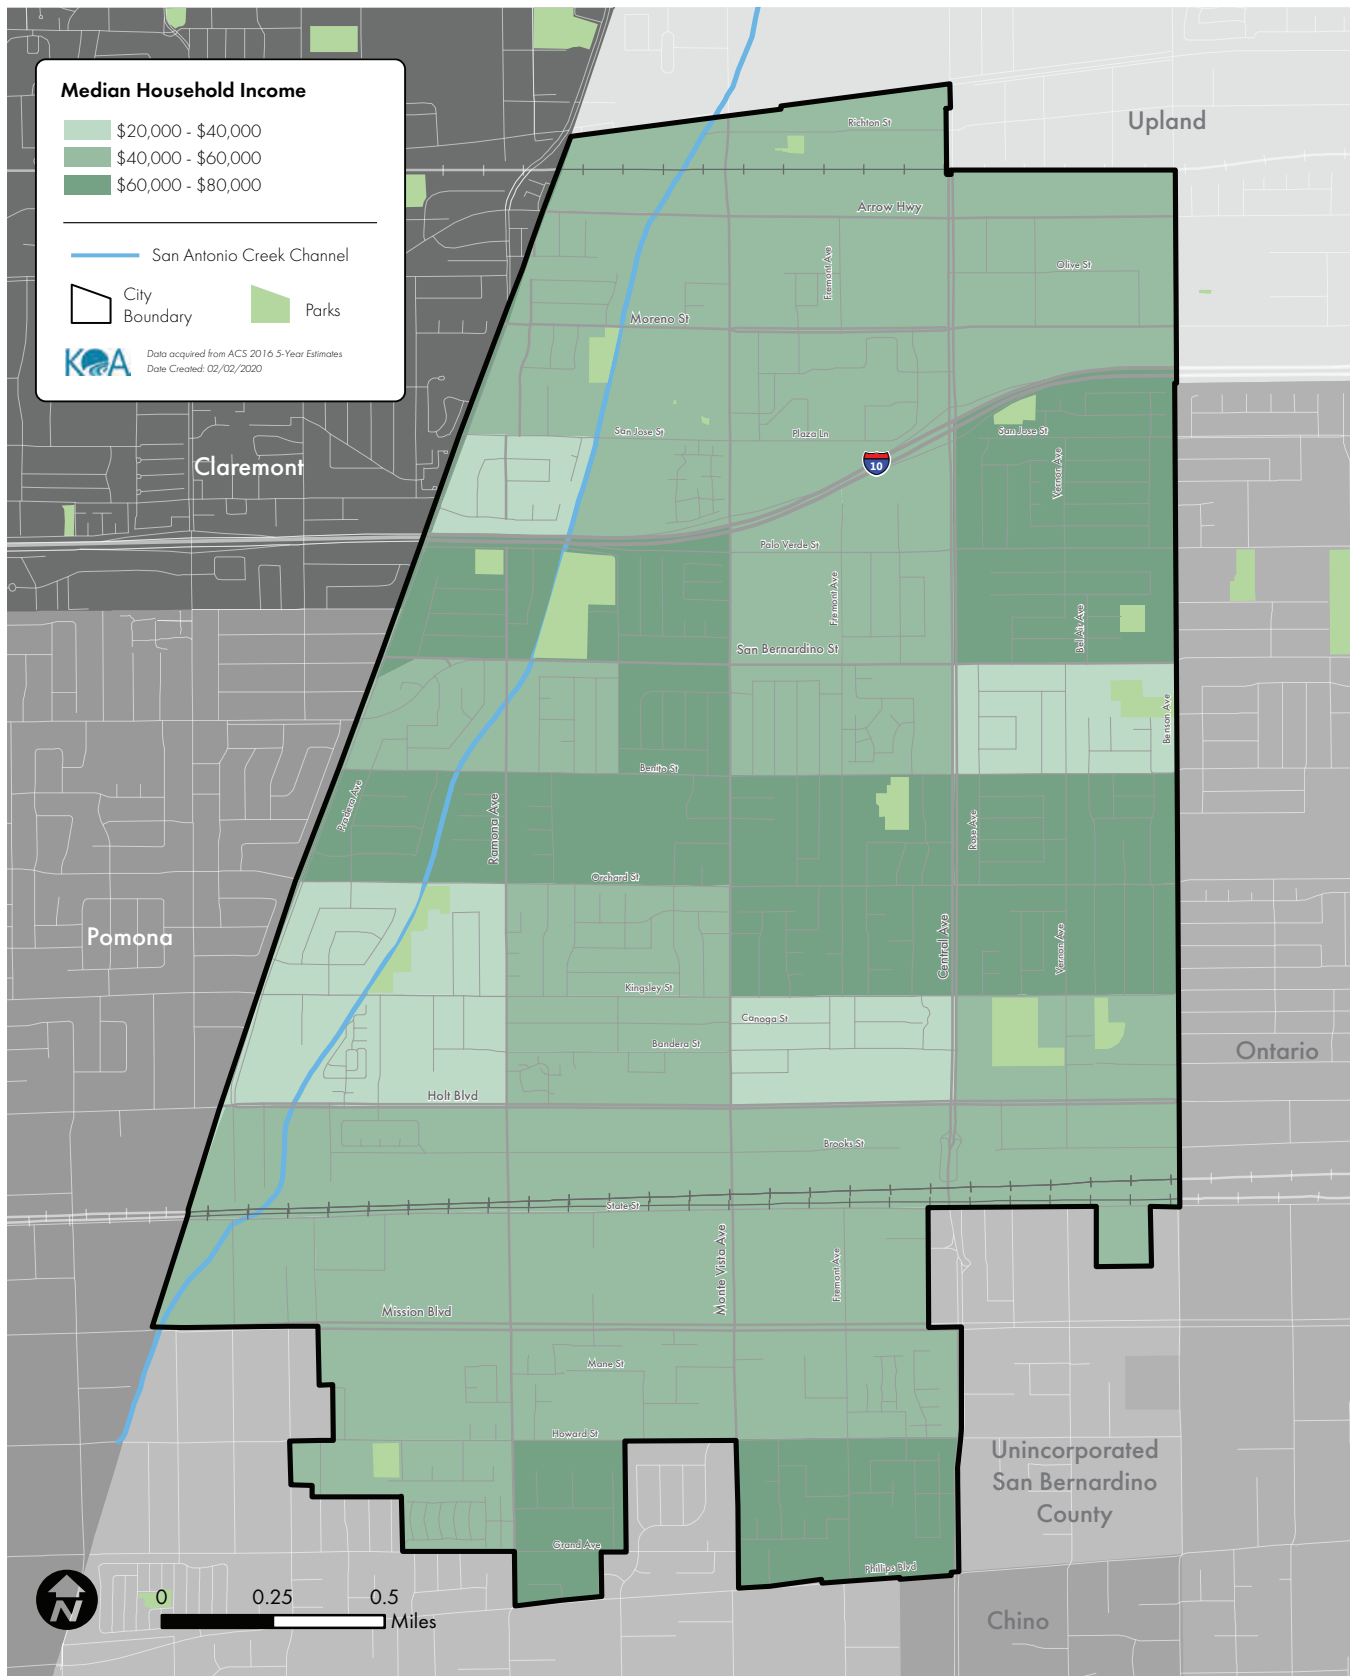 Median Household Income
$20,000 - $40,000
$40,000 - $60,000
$60,000 - $80,000
San Antonio Creek Channel
City
Boundary
Parks
KOA
Data acquired from ACS 2016 5-Year Estimates
Date Created: 02/02/2020
Upland
Richton St
Arrow Hwy
Fremont Ave
Olive St
Moreno St
San Jose St
Plaza Ln
San Jose St
Claremont
10
Vernon Ave
Palo Verde St
Fremont Ave
Bel Air Ave
San Bernardino St
Benson Ave
Benito St
Pradera Ave
Ramona Ave
Rose Ave
Orchard St
Pomona
Central Ave
Vernon Ave
Kingsley St
Canoga St
Bandera St
Ontario
Holt Blvd
Brooks St
State St
Monte Vista Ave
Fremont Ave
Mission Blvd
Mane St
Howard St
Unincorporated
San Bernardino
County
Grand Ave
Phillips Blvd
N
0 0.25 0.5
Miles
Chino